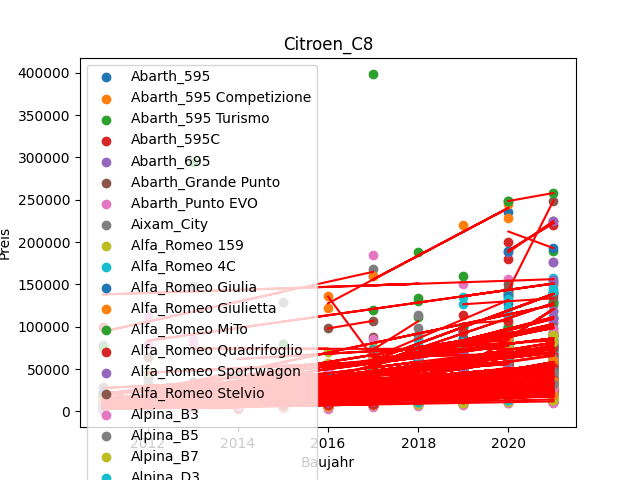 Citroen_C8
400000
350000
300000
250000
200000
150000
100000
50000
0
Preis
Abarth_595
Abarth_595 Competizione
Abarth_595 Turismo
Abarth_595C
Abarth_695
Abarth_Grande Punto
Abarth_Punto EVO
Aixam_City
Alfa_Romeo 159
Alfa_Romeo 4C
Alfa_Romeo Giulia
Alfa_Romeo Giulietta
Alfa_Romeo MiTo
Alfa_Romeo Quadrifoglio
Alfa_Romeo Sportwagon
Alfa_Romeo Stelvio
Alpina_B3
Alpina_B5
Alpina_B7
Alpina_D3
2012 2014 2016 2018 2020
Baujahr